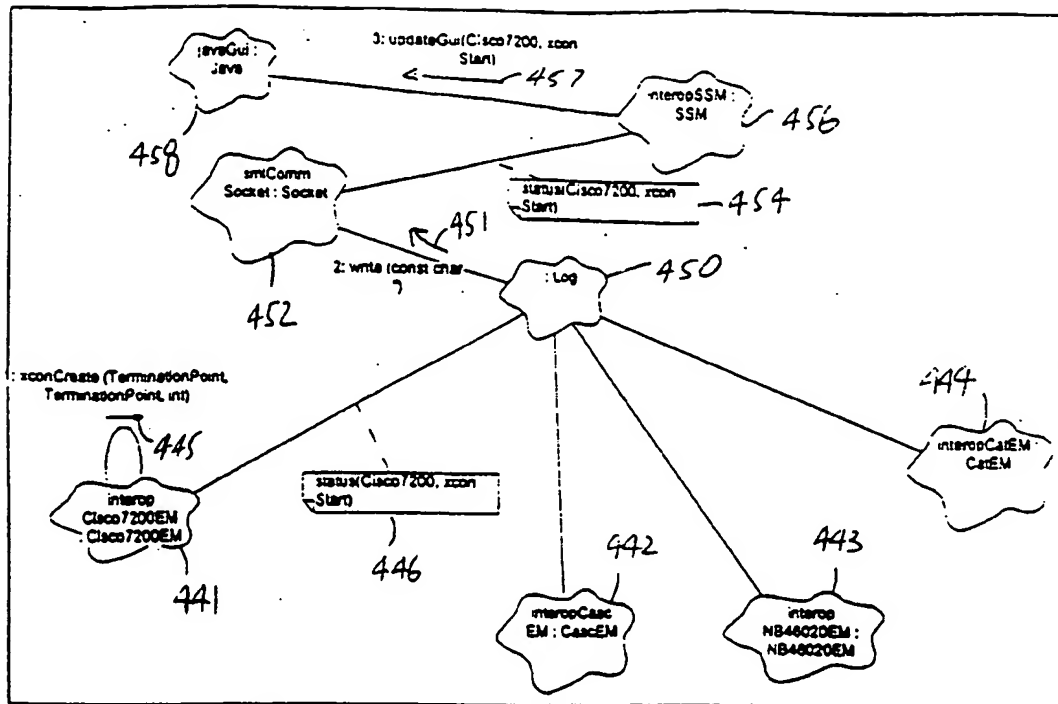 3: updateGui(Cisco7200, xcon
Start)
457
javaGui :
Java
458
interopSSM :
SSM
456
smtComm
Socket : Socket
452
status(Cisco7200, xcon
Start)
454
451
2: write (const char
: Log
450
: xconCreate (TerminationPoint,
TerminationPoint, int)
445
interop
Cisco7200EM
: Cisco7200EM
441
status(Cisco7200, xcon
Start)
446
444
interopCatEM :
CatEM
442
interopCasc
EM : CascEM
443
interop
NB46020EM :
NB46020EM